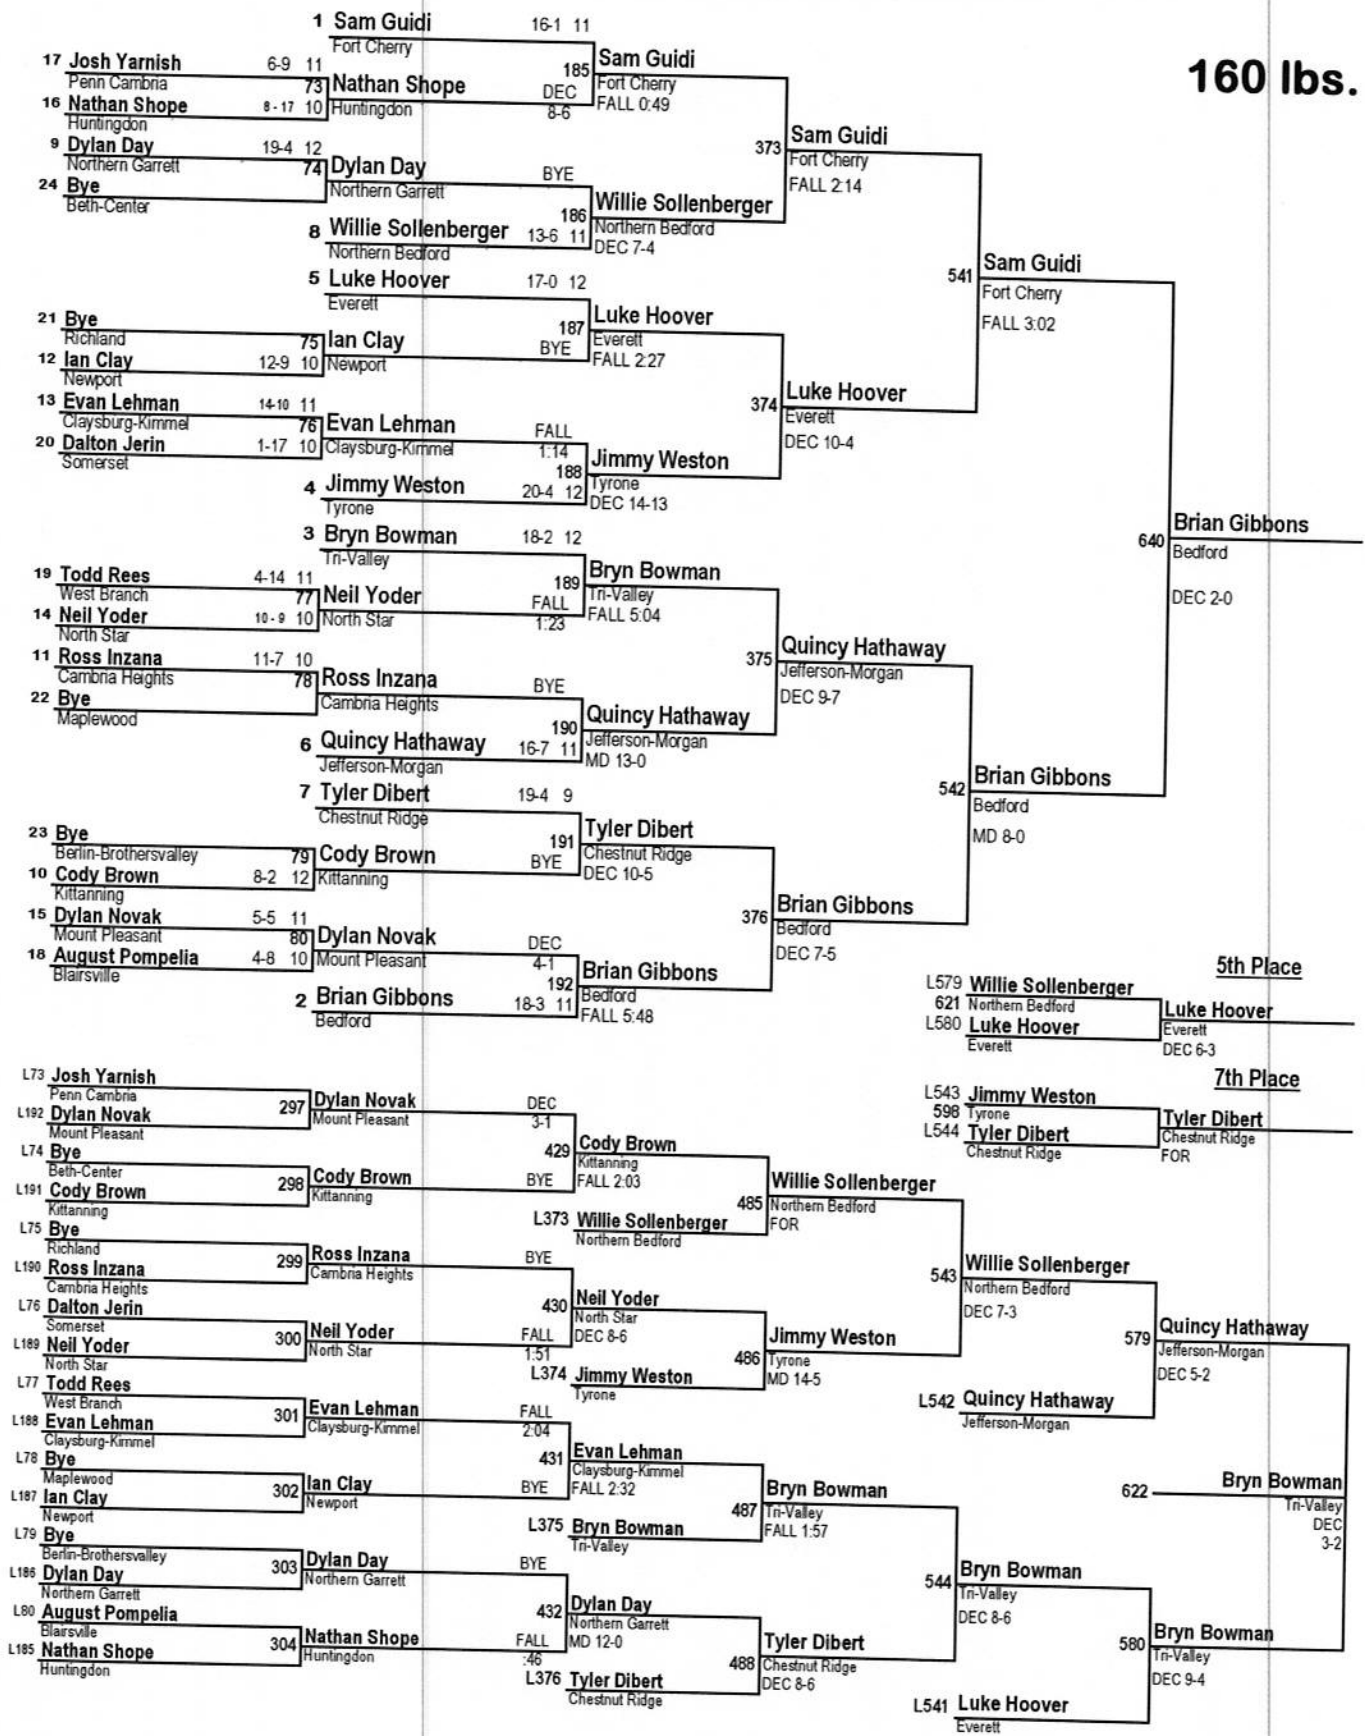 160 lbs.
1 Sam Guidi 16-1 11
Fort Cherry
17 Josh Yarnish 6-9 11
Penn Cambria
73 Nathan Shope DEC
Huntingdon 8-6
16 Nathan Shope 8-17 10
Huntingdon
185 Sam Guidi
Fort Cherry
FALL 0:49
9 Dylan Day 19-4 12
Northern Garrett
74 Dylan Day BYE
Northern Garrett
24 Bye
Beth-Center
186 Willie Sollenberger
Northern Bedford
DEC 7-4
8 Willie Sollenberger 13-6 11
Northern Bedford
373 Sam Guidi
Fort Cherry
FALL 2:14
5 Luke Hoover 17-0 12
Everett
21 Bye
Richland
75 Ian Clay BYE
Newport
12 Ian Clay 12-9 10
Newport
187 Luke Hoover
Everett
FALL 2:27
13 Evan Lehman 14-10 11
Claysburg-Kimmel
76 Evan Lehman FALL
Claysburg-Kimmel 1:14
20 Dalton Jerin 1-17 10
Somerset
188 Jimmy Weston
Tyrone
DEC 14-13
4 Jimmy Weston 20-4 12
Tyrone
374 Luke Hoover
Everett
DEC 10-4
541 Sam Guidi
Fort Cherry
FALL 3:02
3 Bryn Bowman 18-2 12
Tri-Valley
19 Todd Rees 4-14 11
West Branch
77 Neil Yoder FALL
North Star 1:23
14 Neil Yoder 10-9 10
North Star
189 Bryn Bowman
Tri-Valley
FALL 5:04
11 Ross Inzana 11-7 10
Cambria Heights
78 Ross Inzana BYE
Cambria Heights
22 Bye
Maplewood
190 Quincy Hathaway
Jefferson-Morgan
MD 13-0
6 Quincy Hathaway 16-7 11
Jefferson-Morgan
375 Quincy Hathaway
Jefferson-Morgan
DEC 9-7
7 Tyler Dibert 19-4 9
Chestnut Ridge
23 Bye
Berlin-Brothersvalley
79 Cody Brown BYE
Kittanning
10 Cody Brown 8-2 12
Kittanning
191 Tyler Dibert
Chestnut Ridge
DEC 10-5
15 Dylan Novak 5-5 11
Mount Pleasant
80 Dylan Novak DEC
Mount Pleasant 4-1
18 August Pompelia 4-8 10
Blairsville
192 Brian Gibbons
Bedford
FALL 5:48
2 Brian Gibbons 18-3 11
Bedford
376 Brian Gibbons
Bedford
DEC 7-5
542 Brian Gibbons
Bedford
MD 8-0
640 Brian Gibbons
Bedford
DEC 2-0
5th Place
L579 Willie Sollenberger
621 Northern Bedford
L580 Luke Hoover
Everett
Luke Hoover
Everett
DEC 6-3
7th Place
L543 Jimmy Weston
598 Tyrone
L544 Tyler Dibert
Chestnut Ridge
Tyler Dibert
Chestnut Ridge
FOR
L73 Josh Yarnish
Penn Cambria
L192 Dylan Novak
Mount Pleasant
297 Dylan Novak DEC
Mount Pleasant 3-1
L74 Bye
Beth-Center
L191 Cody Brown
Kittanning
298 Cody Brown BYE
Kittanning
429 Cody Brown
Kittanning
FALL 2:03
L373 Willie Sollenberger
Northern Bedford
485 Willie Sollenberger
Northern Bedford
FOR
L75 Bye
Richland
L190 Ross Inzana
Cambria Heights
299 Ross Inzana BYE
Cambria Heights
L76 Dalton Jerin
Somerset
L189 Neil Yoder
North Star
300 Neil Yoder FALL
North Star 1:51
430 Neil Yoder
North Star
DEC 8-6
L374 Jimmy Weston
Tyrone
486 Jimmy Weston
Tyrone
MD 14-5
543 Willie Sollenberger
Northern Bedford
DEC 7-3
L542 Quincy Hathaway
Jefferson-Morgan
579 Quincy Hathaway
Jefferson-Morgan
DEC 5-2
L77 Todd Rees
West Branch
L188 Evan Lehman
Claysburg-Kimmel
301 Evan Lehman FALL
Claysburg-Kimmel 2:04
L78 Bye
Maplewood
L187 Ian Clay
Newport
302 Ian Clay BYE
Newport
431 Evan Lehman
Claysburg-Kimmel
FALL 2:32
L375 Bryn Bowman
Tri-Valley
487 Bryn Bowman
Tri-Valley
FALL 1:57
622 Bryn Bowman
Tri-Valley
DEC
3-2
L79 Bye
Berlin-Brothersvalley
L186 Dylan Day
Northern Garrett
303 Dylan Day BYE
Northern Garrett
L80 August Pompelia
Blairsville
L185 Nathan Shope
Huntingdon
304 Nathan Shope FALL
Huntingdon :46
432 Dylan Day
Northern Garrett
MD 12-0
L376 Tyler Dibert
Chestnut Ridge
488 Tyler Dibert
Chestnut Ridge
DEC 8-6
544 Bryn Bowman
Tri-Valley
DEC 8-6
L541 Luke Hoover
Everett
580 Bryn Bowman
Tri-Valley
DEC 9-4